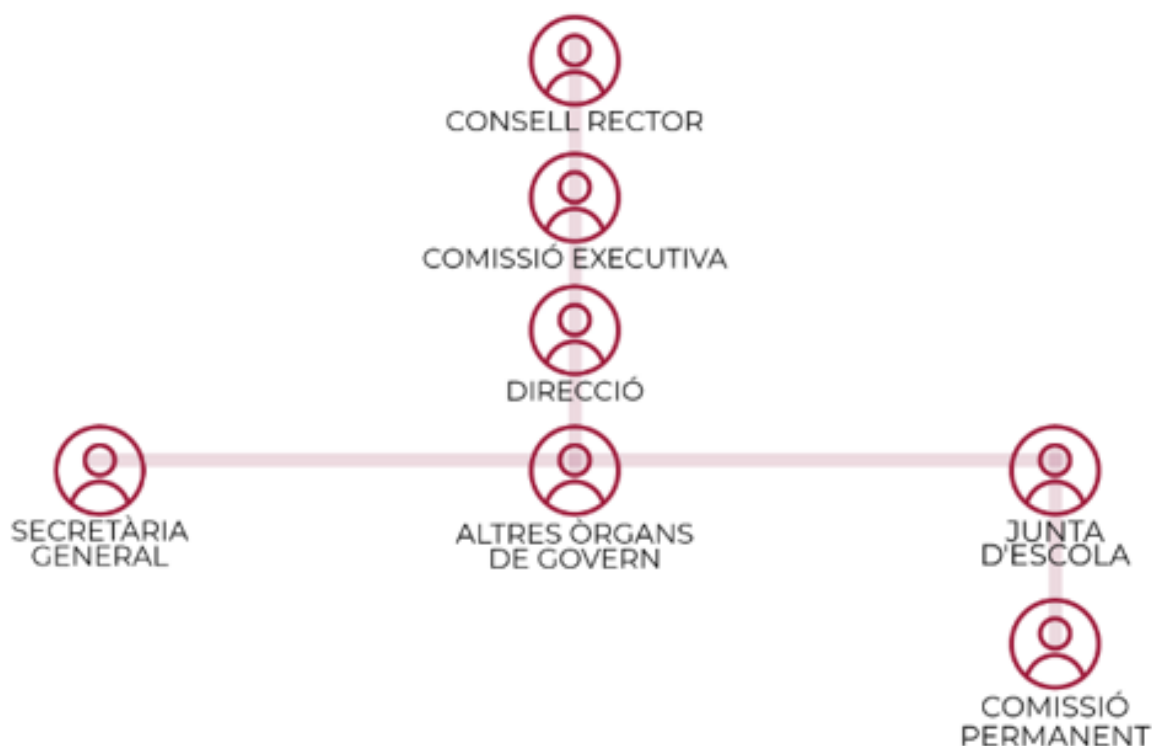 CONSELL RECTOR
COMISSIÓ EXECUTIVA
DIRECCIÓ
SECRETÀRIA
GENERAL
ALTRES ÒRGANS
DE GOVERN
JUNTA
D'ESCOLA
COMISSIÓ
PERMANENT